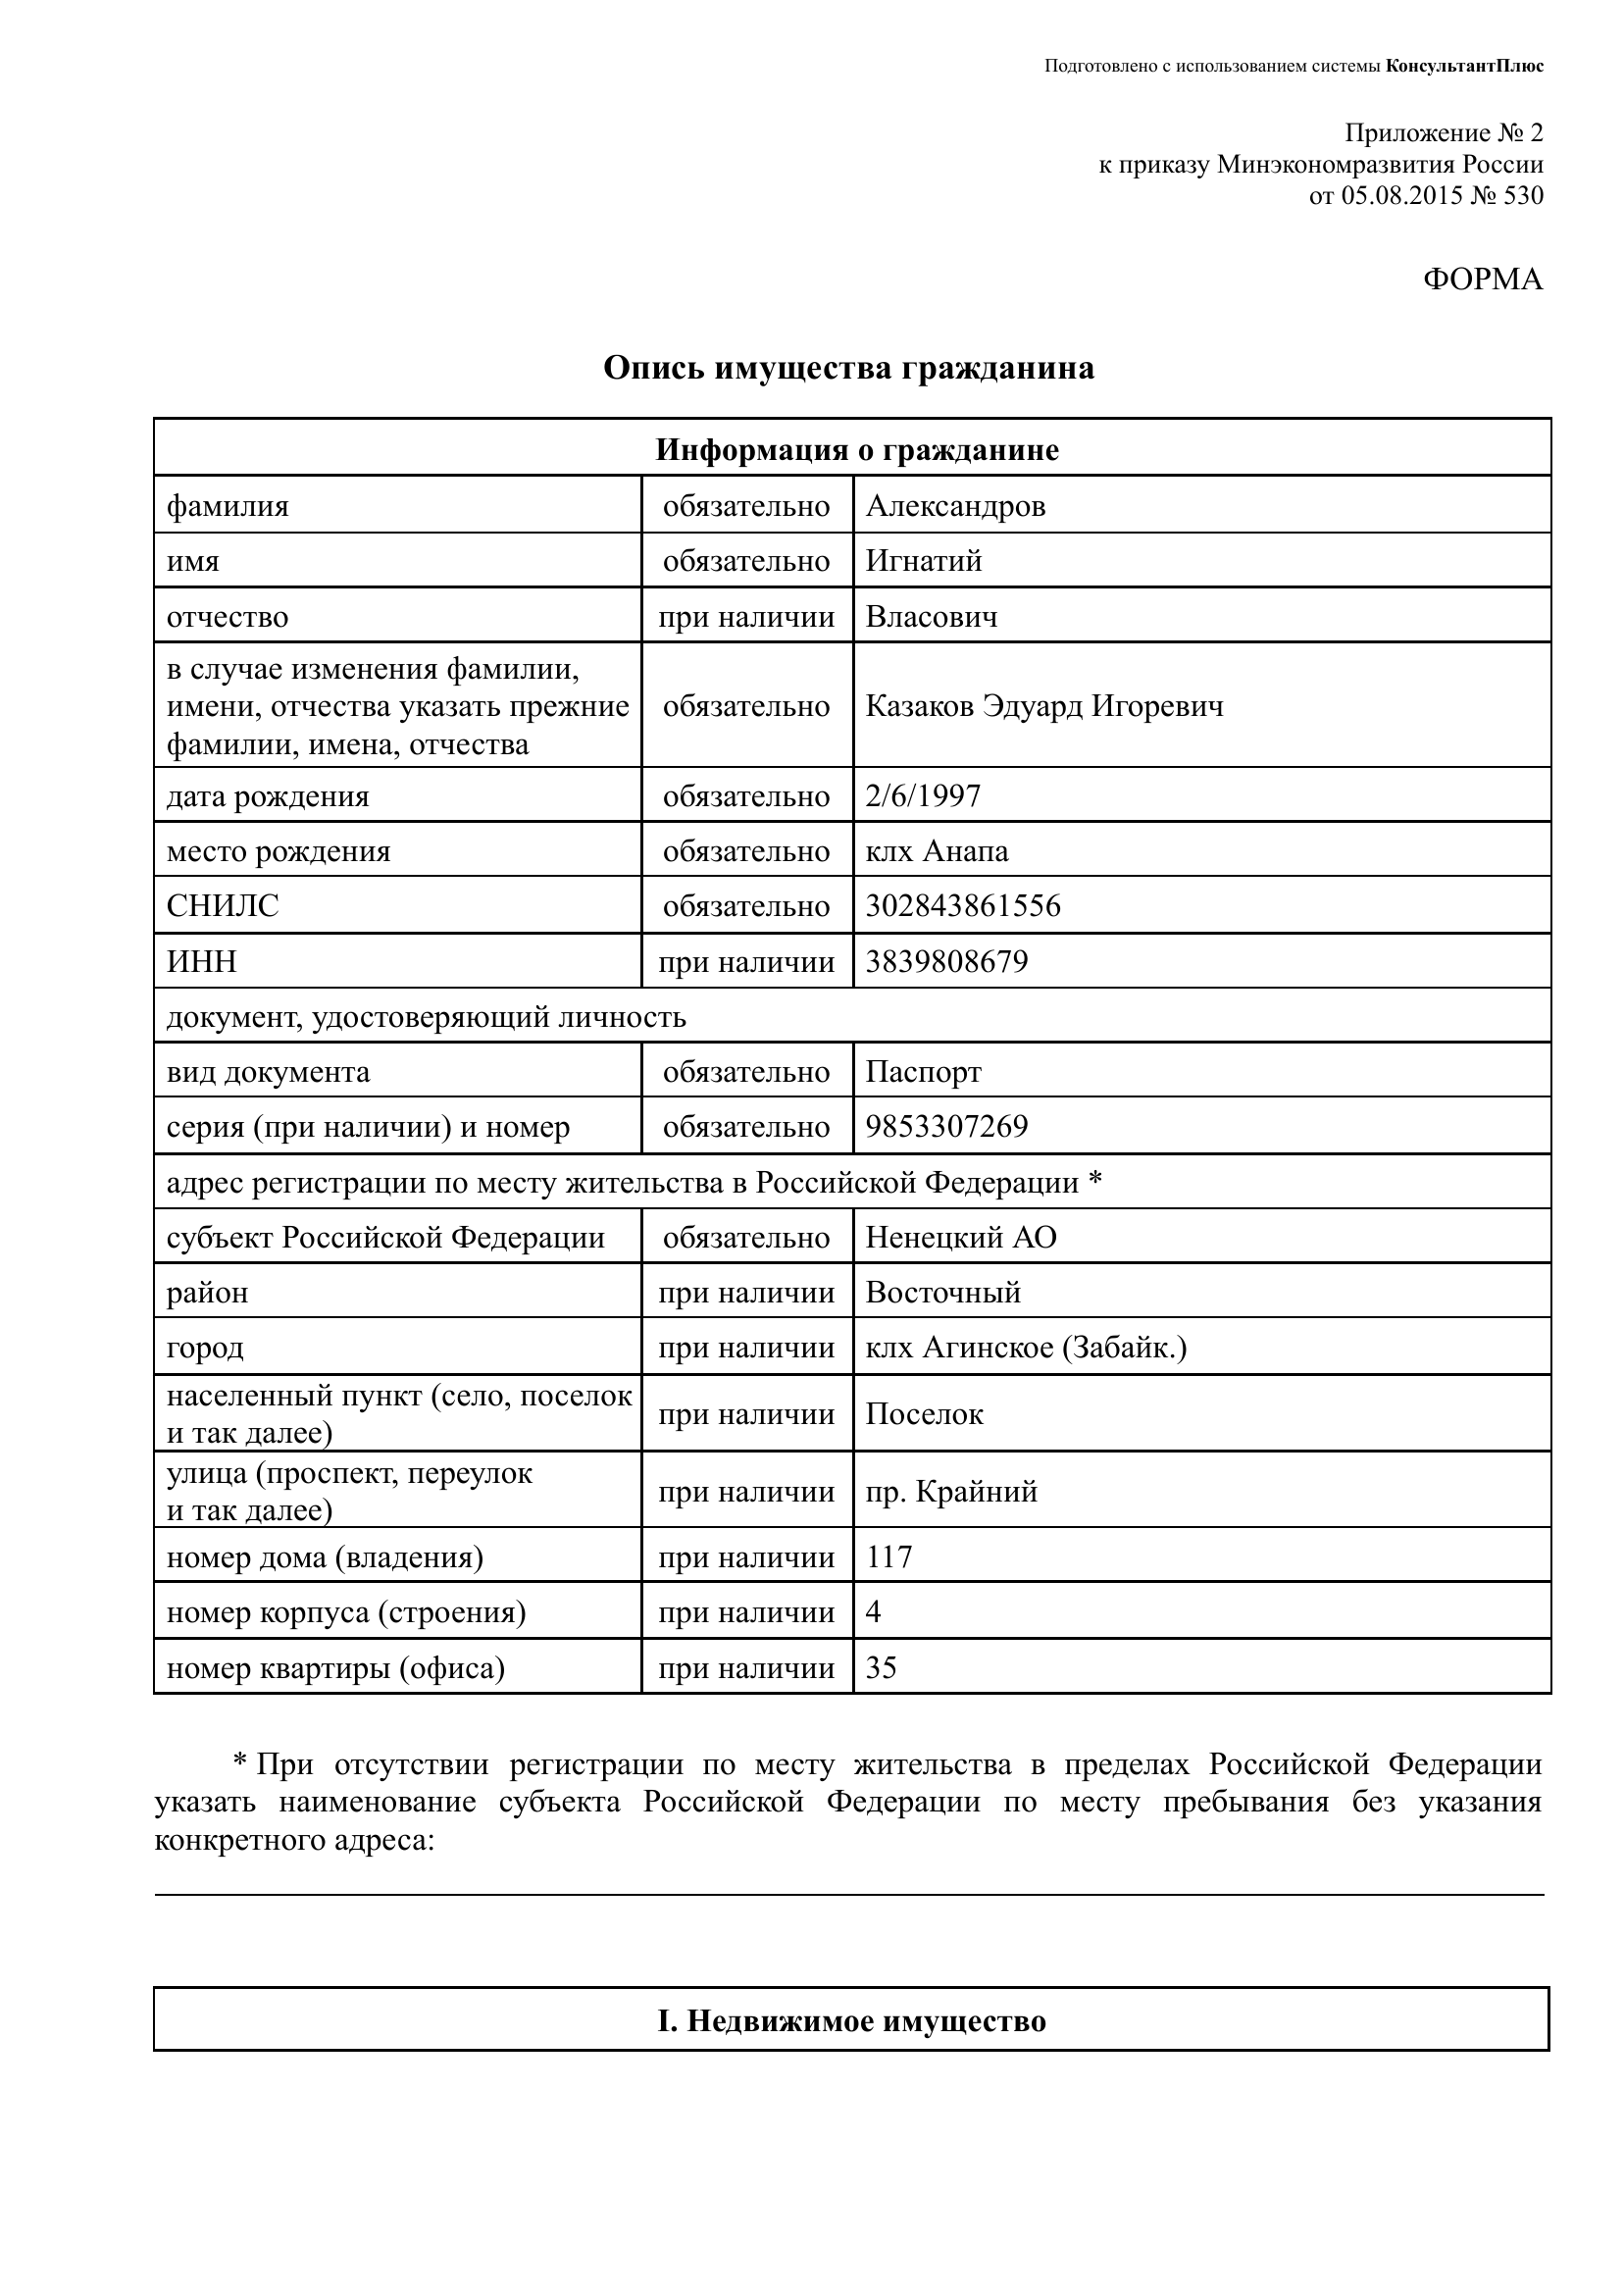 Подготовлено с использованием системы КонсультантПлюс
Приложение № 2
к приказу Минэкономразвития России
от 05.08.2015 № 530
ФОРМА
Опись имущества гражданина
Информация о гражданине
фамилия обязательно Александров
имя обязательно Игнатий
отчество при наличии Власович
в случае изменения фамилии,
имени, отчества указать прежние
фамилии, имена, отчества
обязательно Казаков Эдуард Игоревич
дата рождения обязательно 2/6/1997
место рождения обязательно клх Анапа
СНИЛС обязательно 302843861556
ИНН при наличии 3839808679
документ, удостоверяющий личность
вид документа обязательно Паспорт
серия (при наличии) и номер обязательно 9853307269
адрес регистрации по месту жительства в Российской Федерации *
субъект Российской Федерации обязательно Ненецкий АО
район при наличии Восточный
город при наличии клх Агинское (Забайк.)
населенный пункт (село, поселок
и так далее)
при наличии Поселок
улица (проспект, переулок
и так далее)
при наличии пр. Крайний
номер дома (владения) при наличии 117
номер корпуса (строения) при наличии 4
номер квартиры (офиса) при наличии 35
* При отсутствии регистрации по месту жительства в пределах Российской Федерации
указать наименование субъекта Российской Федерации по месту пребывания без указания
конкретного адреса:
I. Недвижимое имущество